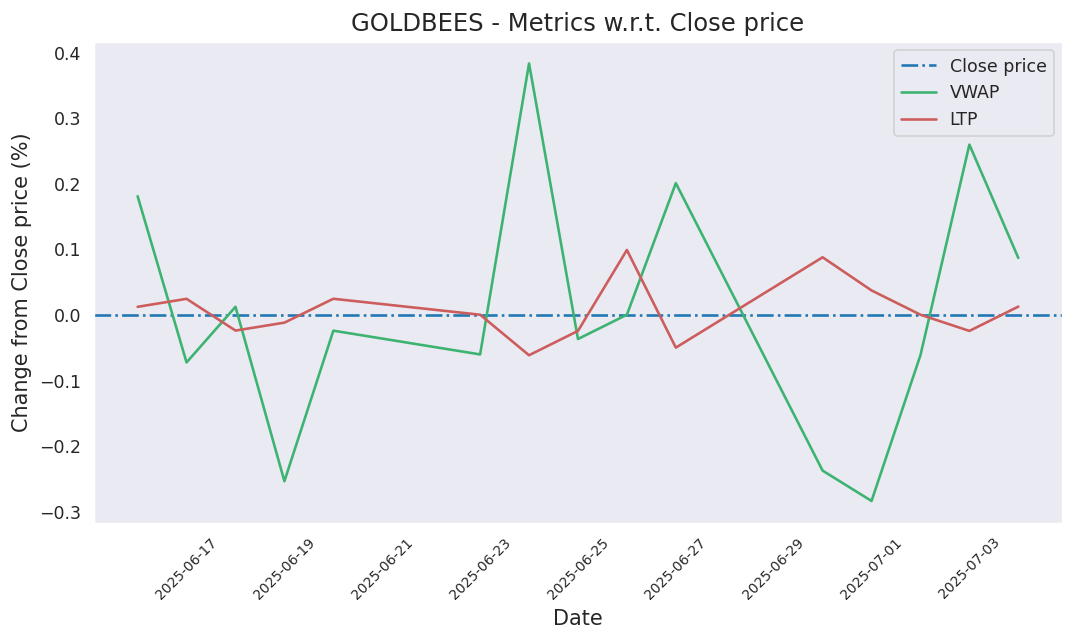 GOLDBEES - Metrics w.r.t. Close price
Close price
VWAP
LTP
Change from Close price (%)
0.4
0.3
0.2
0.1
0.0
−0.1
−0.2
−0.3
2025-06-17
2025-06-19
2025-06-21
2025-06-23
2025-06-25
2025-06-27
2025-06-29
2025-07-01
2025-07-03
Date